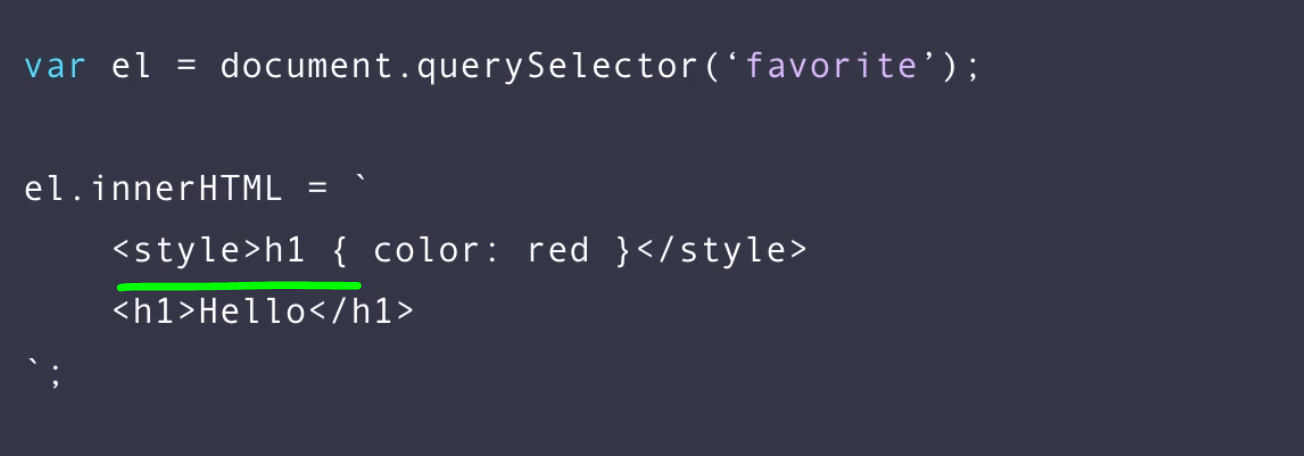 var el = document.querySelector(‘favorite’);
el.innerHTML = `
<style>h1 { color: red }</style>
<h1>Hello</h1>
`;